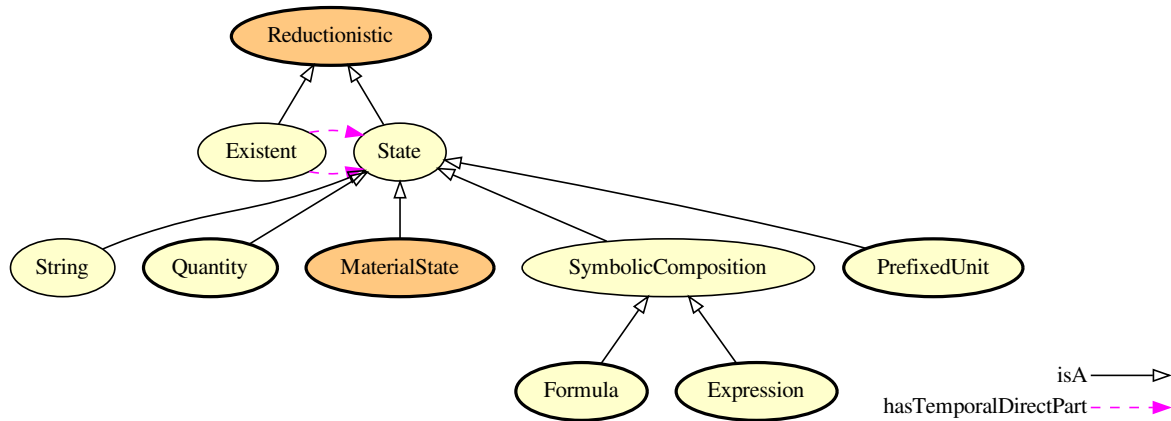 Reductionistic
Existent
State
String
Quantity
MaterialState
SymbolicComposition
PrefixedUnit
Formula
Expression
isA
hasTemporalDirectPart